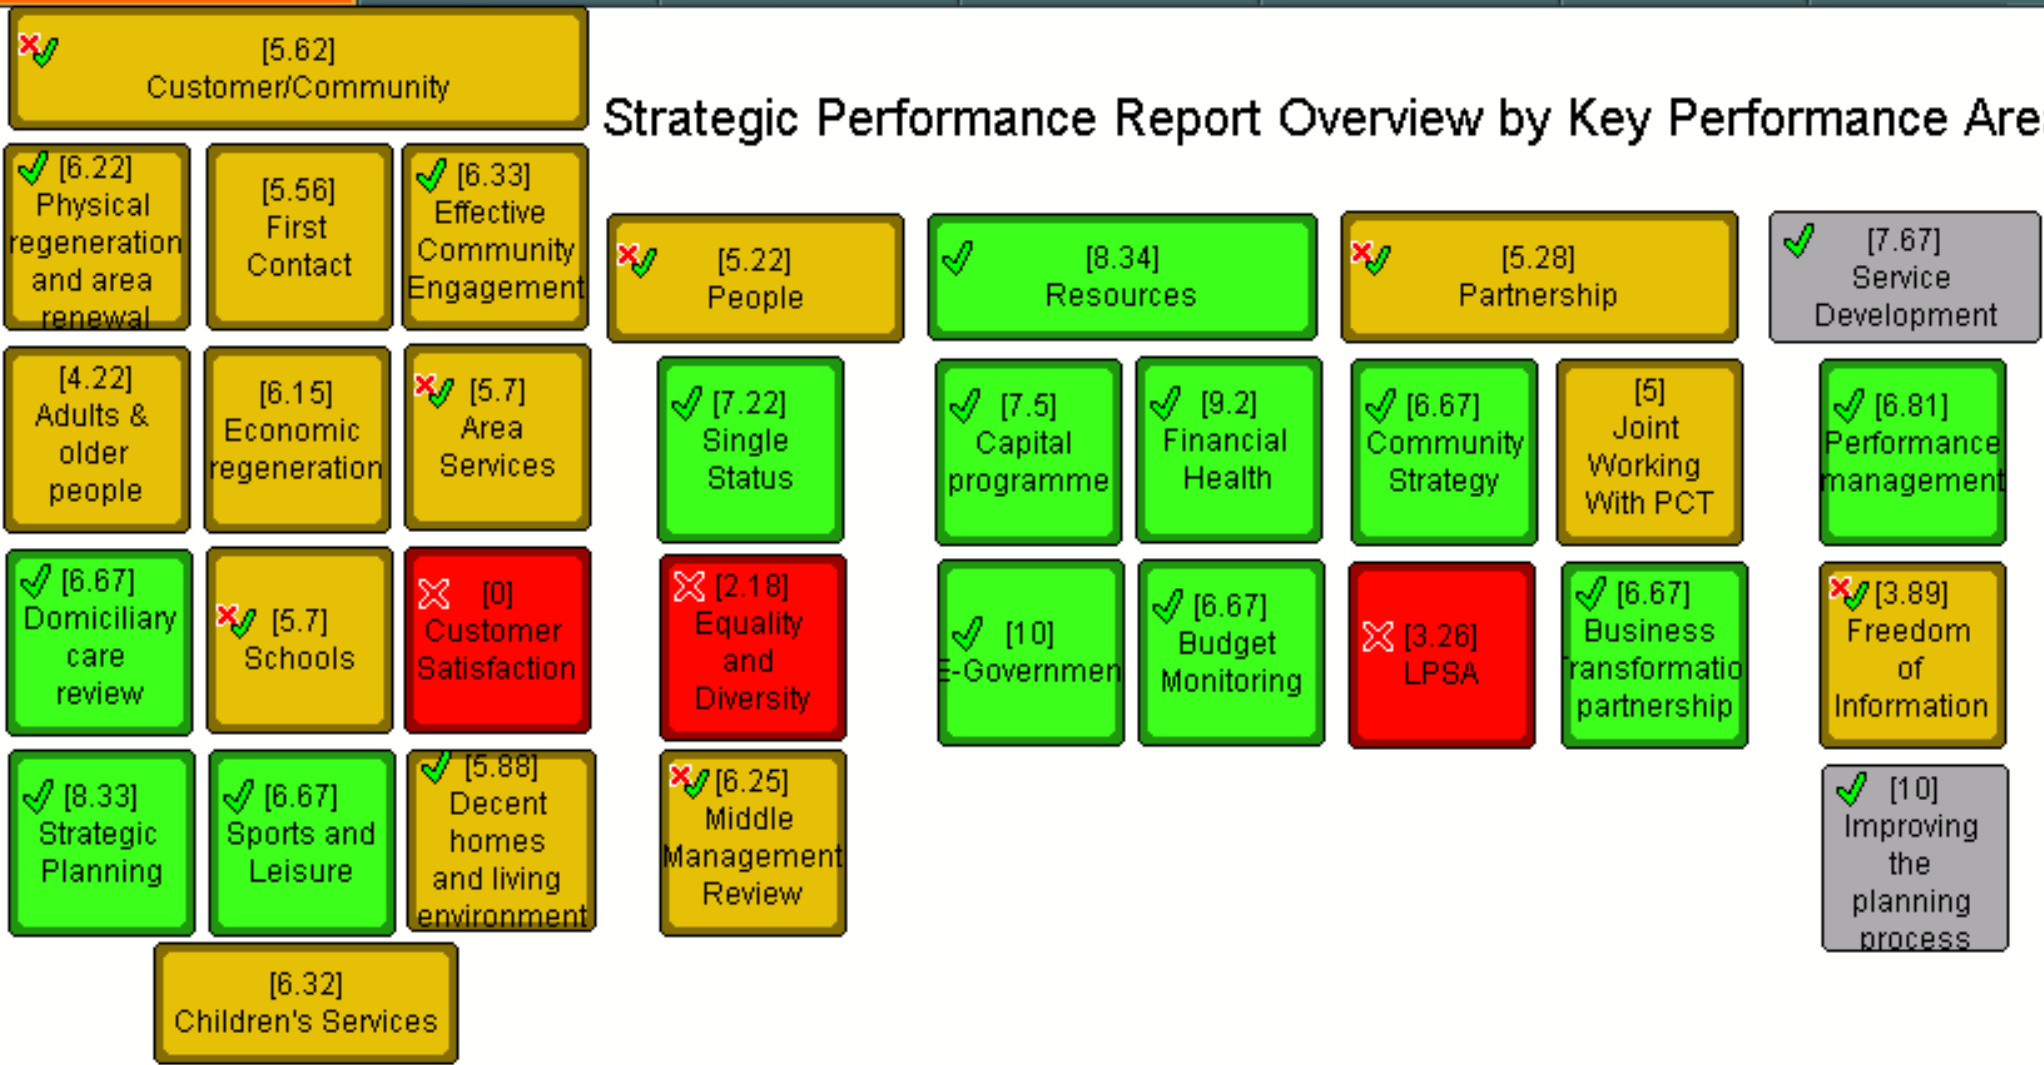 [5.62]
Customer/Community
Strategic Performance Report Overview by Key Performance Are
[6.22]
Physical
regeneration
and area
renewal
[5.56]
First
Contact
[6.33]
Effective
Community
Engagement
[4.22]
Adults &
older
people
[6.15]
Economic
regeneration
[5.7]
Area
Services
[6.67]
Domiciliary
care
review
[5.7]
Schools
[0]
Customer
Satisfaction
[8.33]
Strategic
Planning
[6.67]
Sports and
Leisure
[5.88]
Decent
homes
and living
environment
[6.32]
Children's Services
[5.22]
People
[7.22]
Single
Status
[2.18]
Equality
and
Diversity
[6.25]
Middle
Management
Review
[8.34]
Resources
[7.5]
Capital
programme
[9.2]
Financial
Health
[10]
E-Governmen
[6.67]
Budget
Monitoring
[5.28]
Partnership
[6.67]
Community
Strategy
[5]
Joint
Working
With PCT
[3.26]
LPSA
[6.67]
Business
ransformatio
partnership
[7.67]
Service
Development
[6.81]
Performance
management
[3.89]
Freedom
of
Information
[10]
Improving
the
planning
process